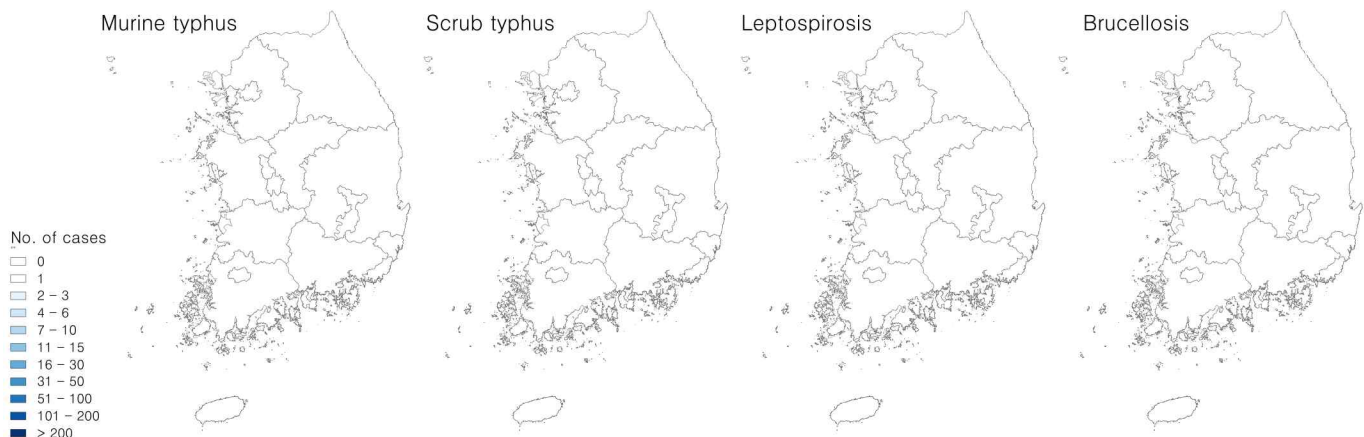 Murine typhus
Scrub typhus
Leptospirosis
Brucellosis
No. of cases
0
1
2 – 3
4 – 6
7 – 10
11 – 15
16 – 30
31 – 50
51 – 100
101 – 200
> 200